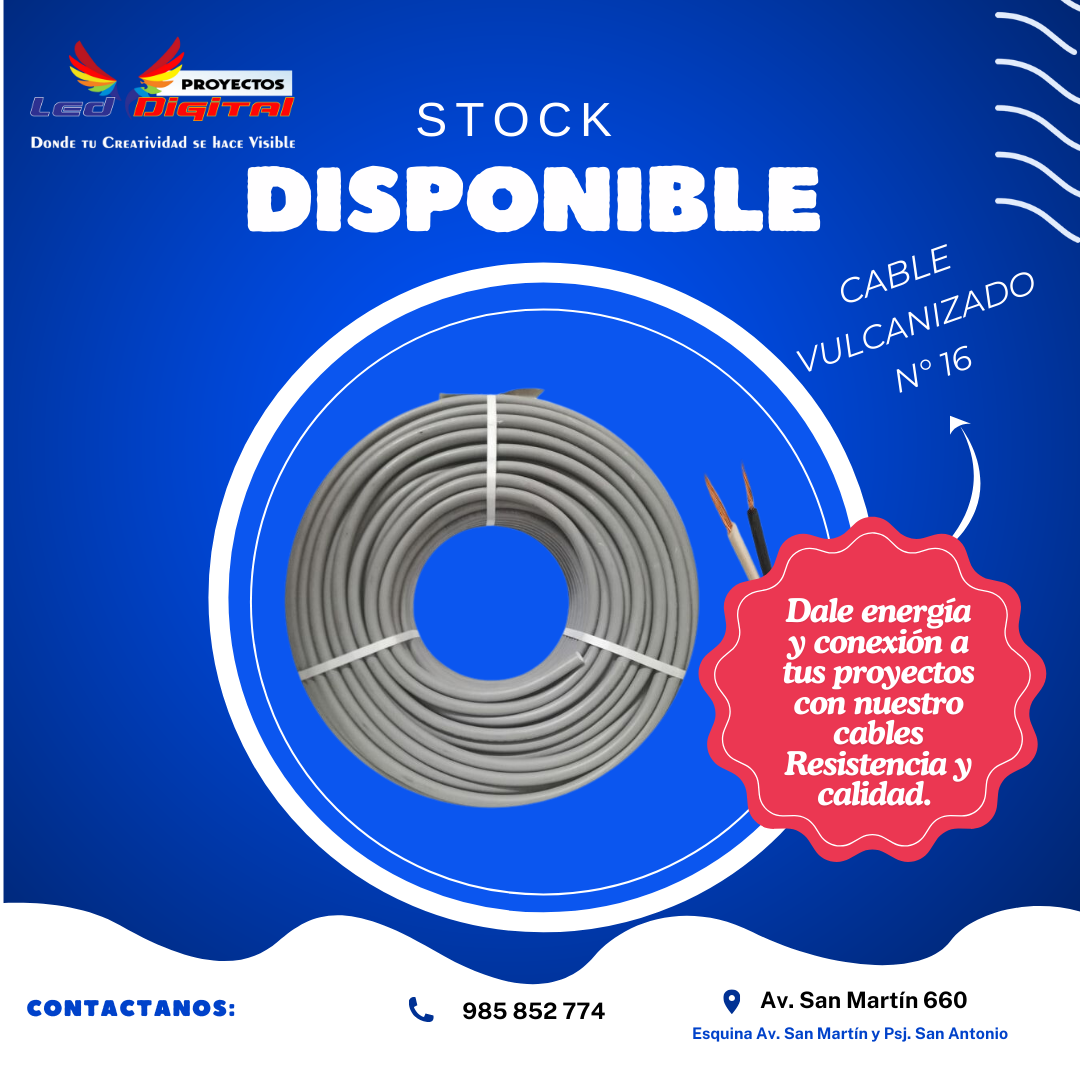 PROYECTOS
Led Digital
Donde tu Creatividad se hace Visible
STOCK
DISPONIBLE
CABLE
VULCANIZADO
N° 16
Dale energía
y conexión a
tus proyectos
con nuestro
cables
Resistencia y
calidad.
CONTACTANOS:
985 852 774
Av. San Martín 660
Esquina Av. San Martín y Psj. San Antonio